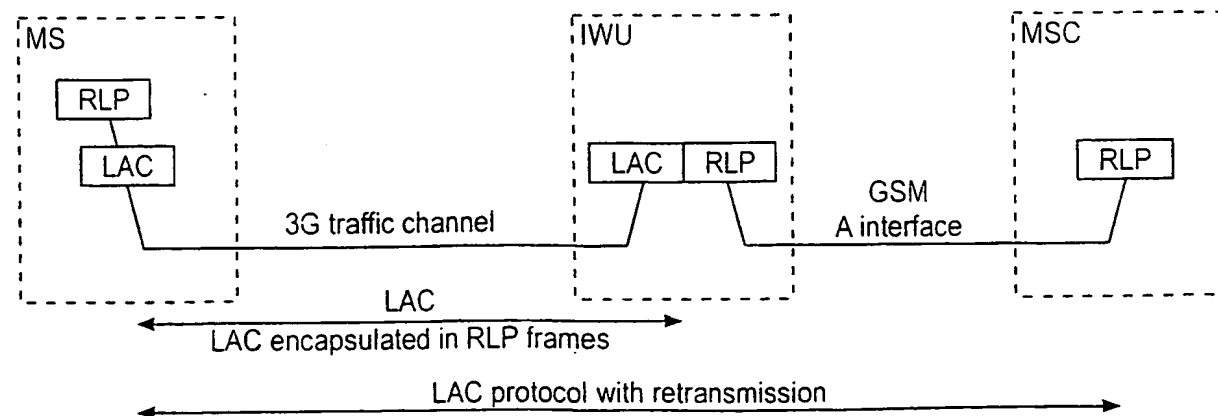 MS
IWU
MSC
RLP
LAC
LAC
RLP
RLP
3G traffic channel
GSM
A interface
LAC
LAC encapsulated in RLP frames
LAC protocol with retransmission